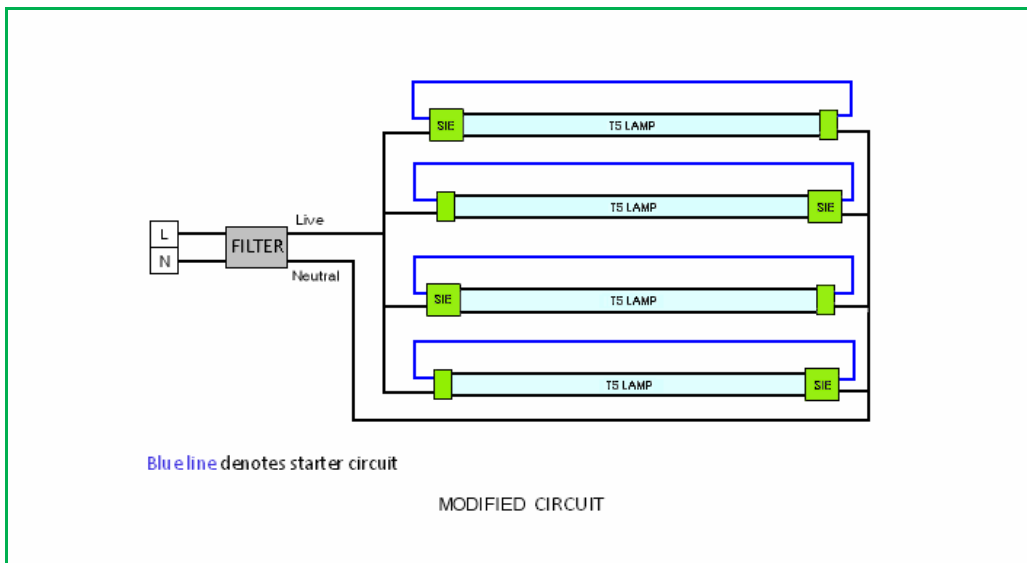 SIE T5 LAMP
T5 LAMP SIE
Live
L
FILTER
N
Neutral
SIE T5 LAMP
T5 LAMP SIE
Blue line denotes starter circuit
MODIFIED CIRCUIT